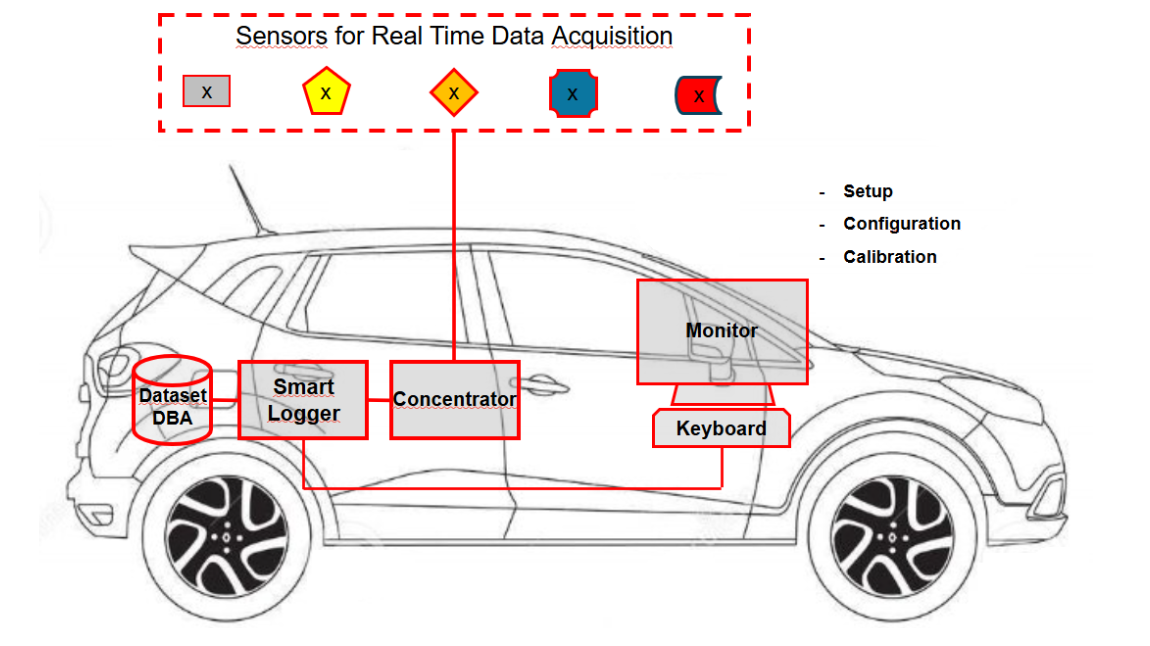 Sensors for Real Time Data Acquisition
X X X X X
- Setup
- Configuration
- Calibration
Monitor
Dataset
DBA
Smart
Logger
Concentrator
Keyboard